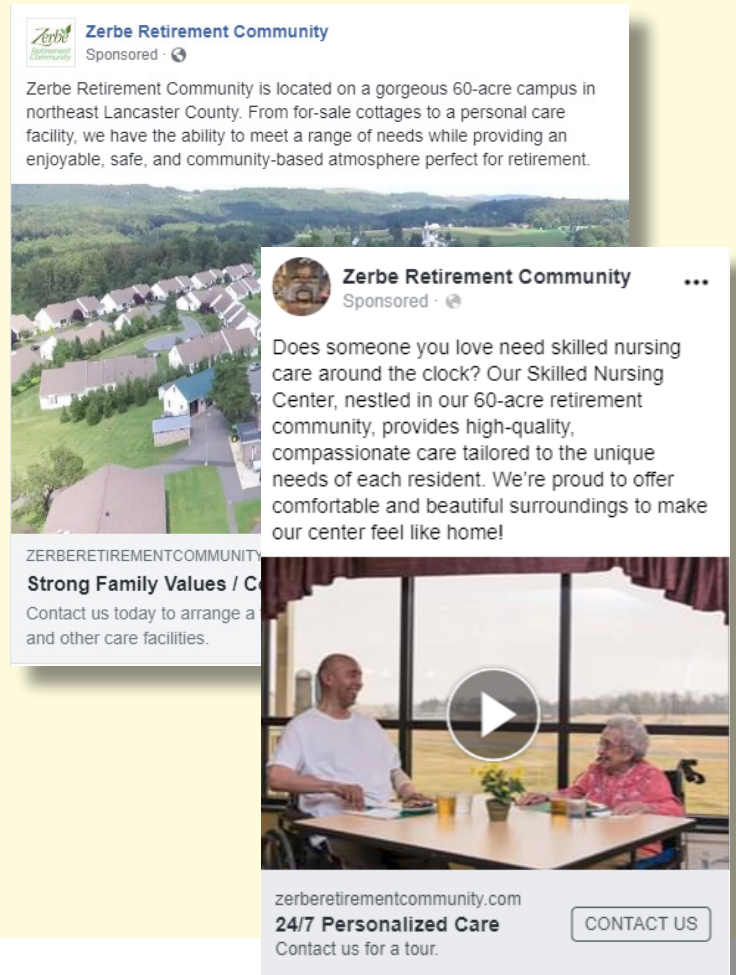 Zerbe
Retirement
Community
Zerbe Retirement Community
Sponsored ·
Zerbe Retirement Community is located on a gorgeous 60-acre campus in
northeast Lancaster County. From for-sale cottages to a personal care
facility, we have the ability to meet a range of needs while providing an
enjoyable, safe, and community-based atmosphere perfect for retirement.
ZERBERETIREMENTCOMMUNITY
Strong Family Values /
Contact us today to arrange a
and other care facilities.
Zerbe Retirement Community
Sponsored ·
Does someone you love need skilled nursing
care around the clock? Our Skilled Nursing
Center, nestled in our 60-acre retirement
community, provides high-quality,
compassionate care tailored to the unique
needs of each resident. We’re proud to offer
comfortable and beautiful surroundings to make
our center feel like home!
zerberetirementcommunity.com
24/7 Personalized Care
Contact us for a tour.
CONTACT US